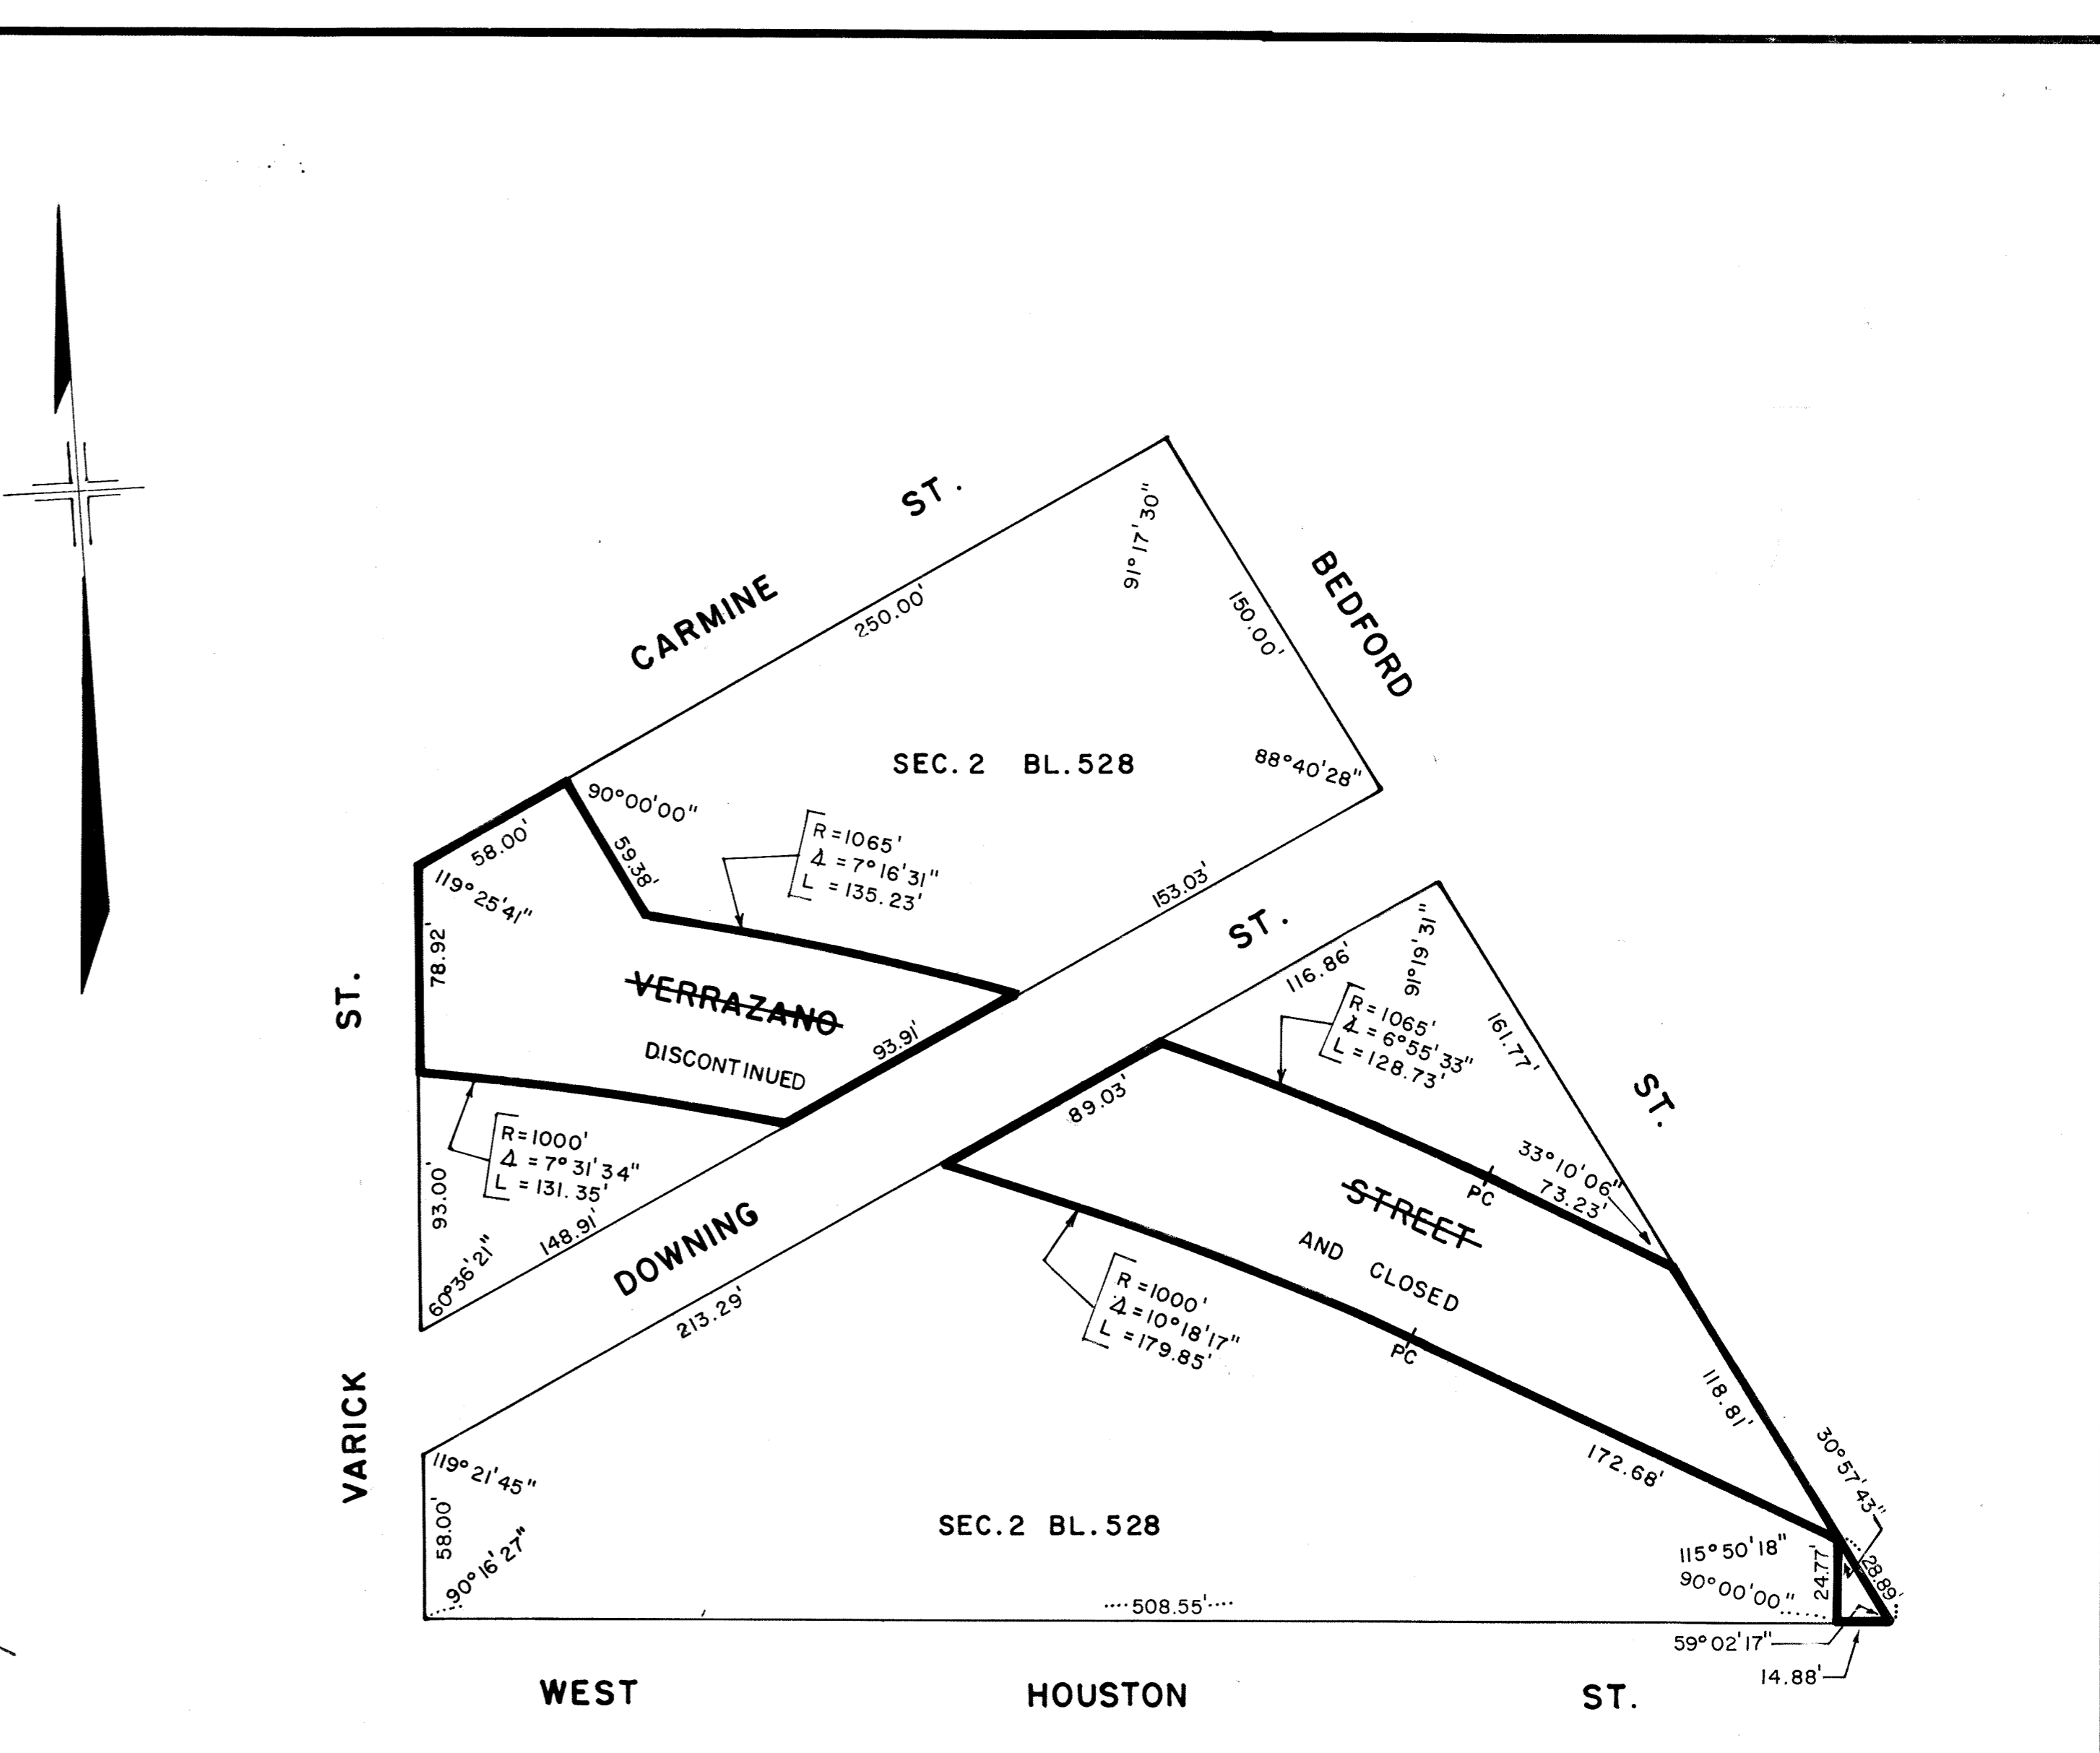 CARMINE ST.
250.00'
91°17'30"
150.00'
BEDFORD ST.
SEC.2 BL.528
88°40'28"
90°00'00"
58.00'
59.38'
119°25'41"
R=1065'
Δ=7°16'31"
L=135.23'
153.03'
78.92'
VERRAZANO
DISCONTINUED
93.91'
R=1000'
Δ=7°31'34"
L=131.35'
93.00'
148.91'
60°36'21"
VARICK ST.
DOWNING ST.
116.86'
91°19'31"
161.77'
R=1065'
Δ=6°55'33"
L=128.73'
89.03'
33°10'06"
73.23'
PC
STREET
AND CLOSED
R=1000'
Δ=10°18'17"
L=179.85'
PC
213.29'
118.81'
172.68'
30°57'43"
119°21'45"
58.00'
90°16'27"
SEC.2 BL.528
115°50'18"
24.77'
28.89'
90°00'00"
508.55'
59°02'17"
14.88'
WEST HOUSTON ST.